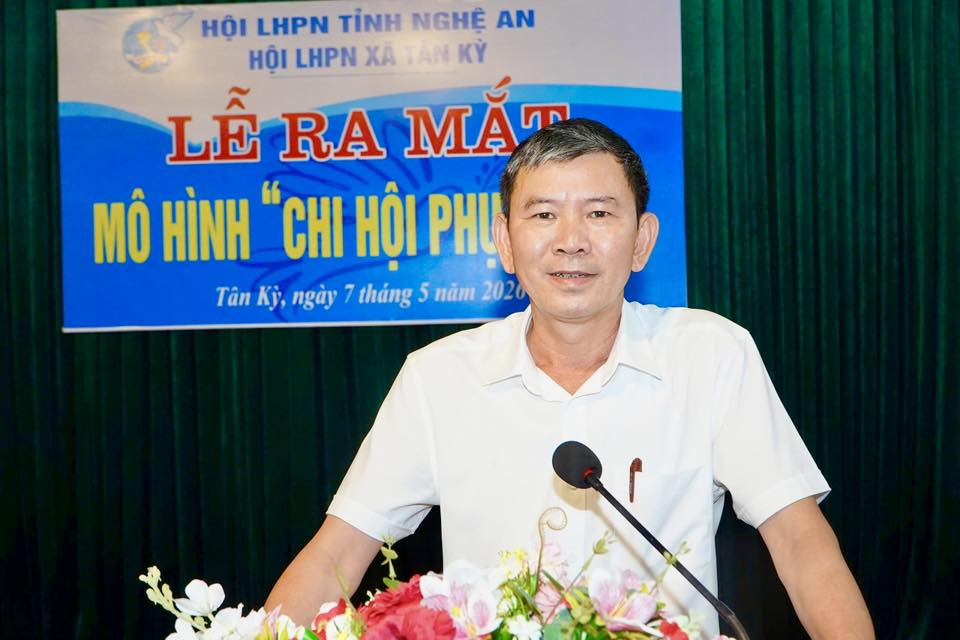 HỘI LHPN TỈNH NGHỆ AN
HỘI LHPN XÃ TÂN KỲ
LỄ RA MẮT
MÔ HÌNH “CHI HỘI PHỤ
Tân Kỳ, ngày 7 tháng 5 năm 2026